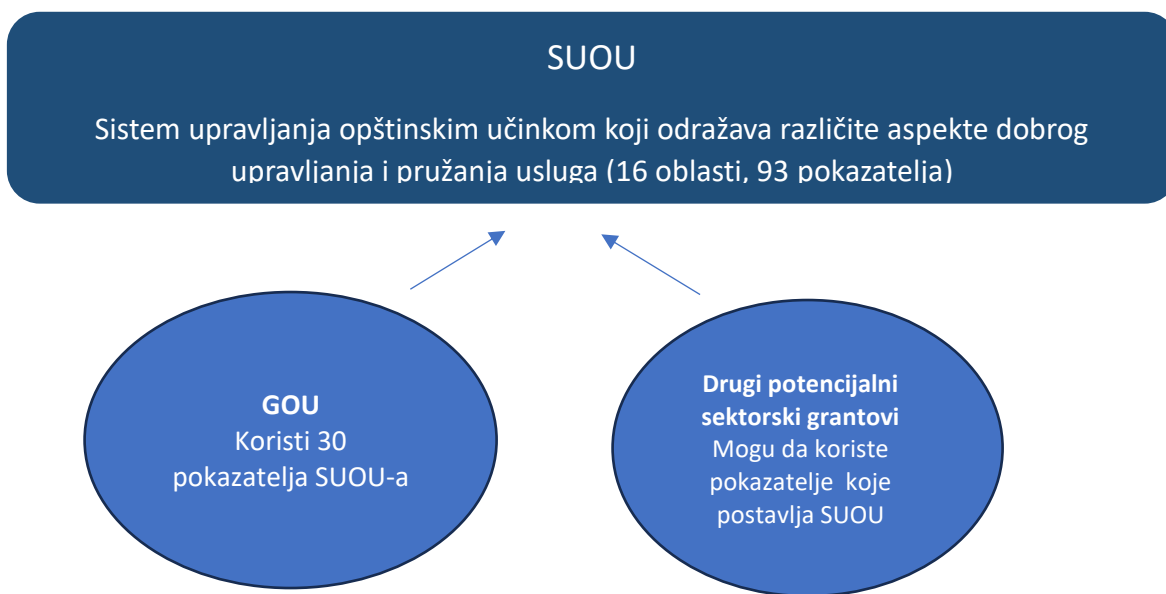 SUOU
Sistem upravljanja opštinskim učinkom koji odražava različite aspekte dobrog
upravljanja i pružanja usluga (16 oblasti, 93 pokazatelja)
GOU
Koristi 30
pokazatelja SUOU-a
Drugi potencijalni
sektorski grantovi
Mogu da koriste
pokazatelje koje
postavlja SUOU